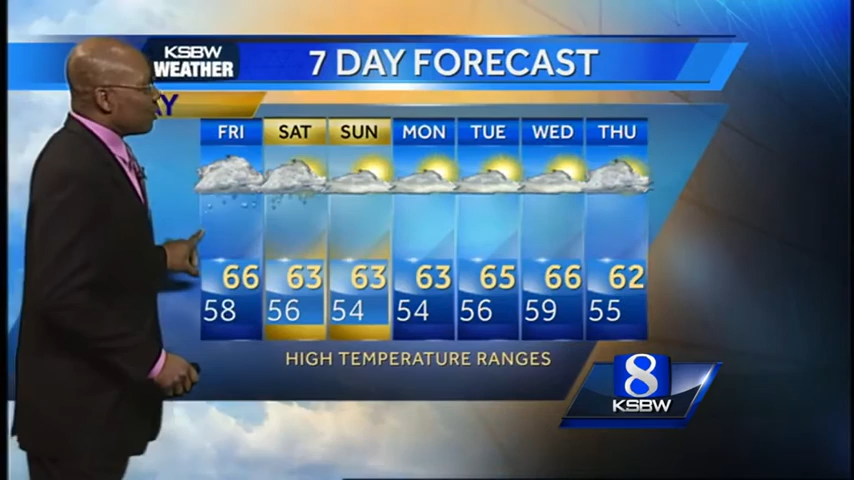 KSBW
WEATHER
7 DAY FORECAST
AY
FRI SAT SUN MON TUE WED THU
66 63 63 63 65 66 62
58 56 54 54 56 59 55
HIGH TEMPERATURE RANGES
8
KSBW